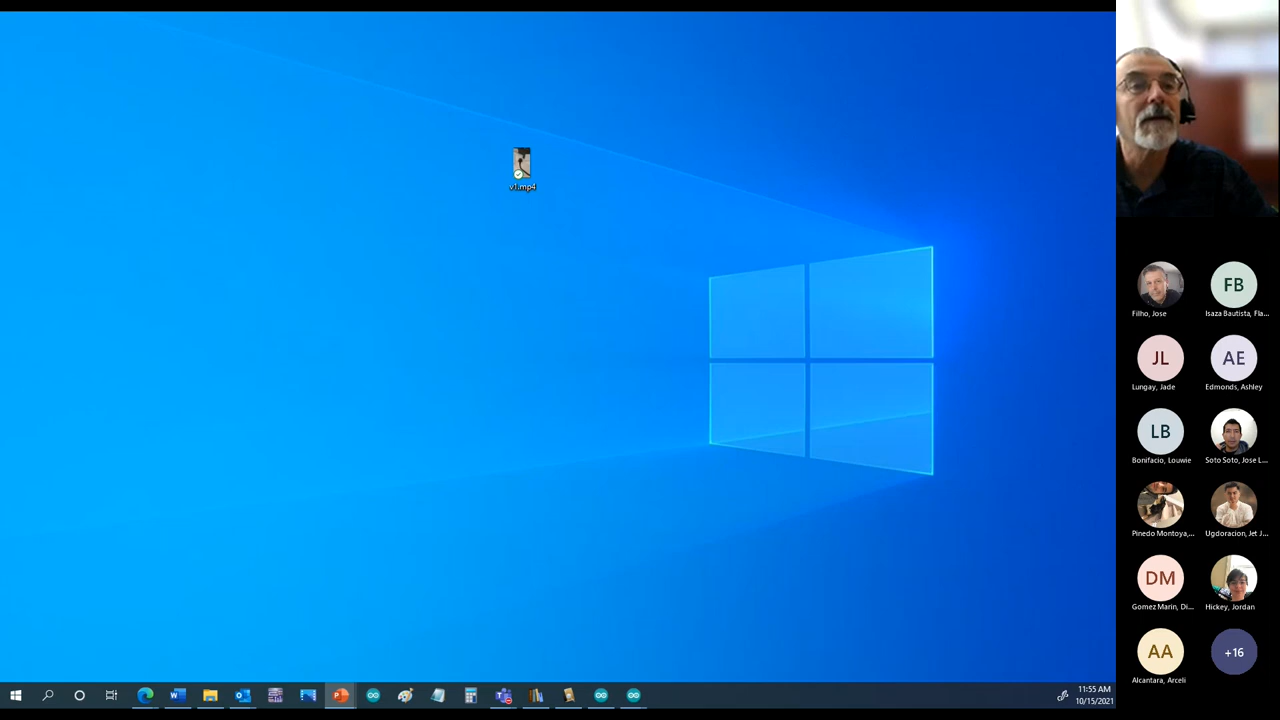 v1.mp4
11:55 AM
10/15/2021
FB
Filho, Jose
Isaza Bautista, Fla...
JL
AE
Lungay, Jade
Edmonds, Ashley
LB
Bonifacio, Louwie
Soto Soto, Jose L...
Pinedo Montoya,...
Ugdoracion, Jet J...
DM
Gomez Marin, Di...
Hickey, Jordan
AA
+16
Alcantara, Arceli